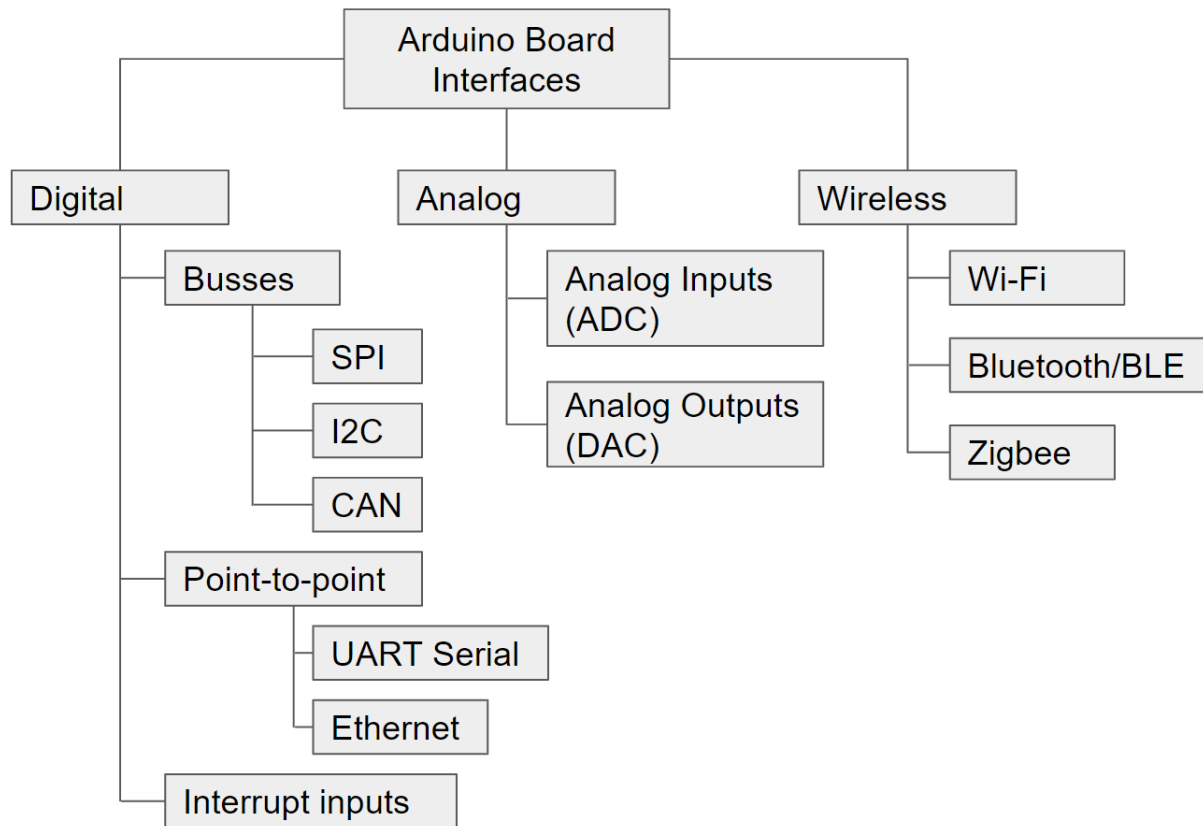 Arduino Board
Interfaces
Digital
Busses
SPI
I2C
CAN
Point-to-point
UART Serial
Ethernet
Interrupt inputs
Analog
Analog Inputs
(ADC)
Analog Outputs
(DAC)
Wireless
Wi-Fi
Bluetooth/BLE
Zigbee